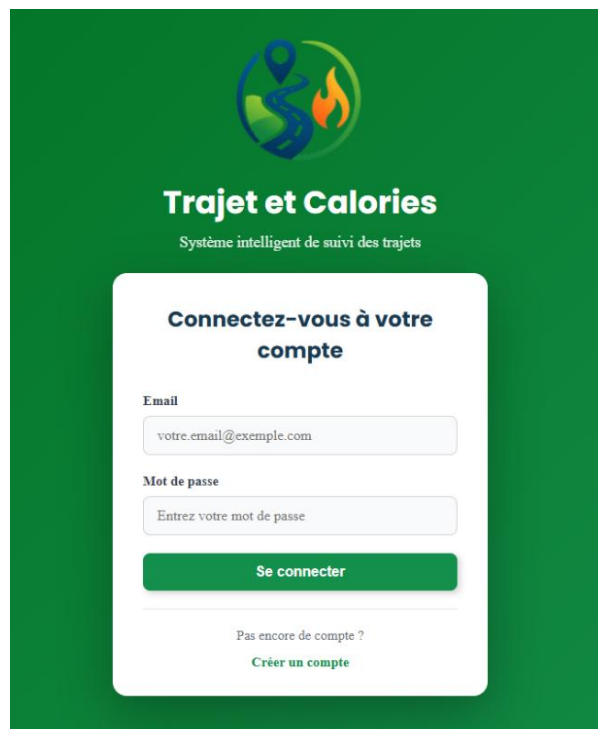 Trajet et Calories
Système intelligent de suivi des trajets
Connectez-vous à votre
compte
Email
votre.email@exemple.com
Mot de passe
Entrez votre mot de passe
Se connecter
Pas encore de compte ?
Créer un compte